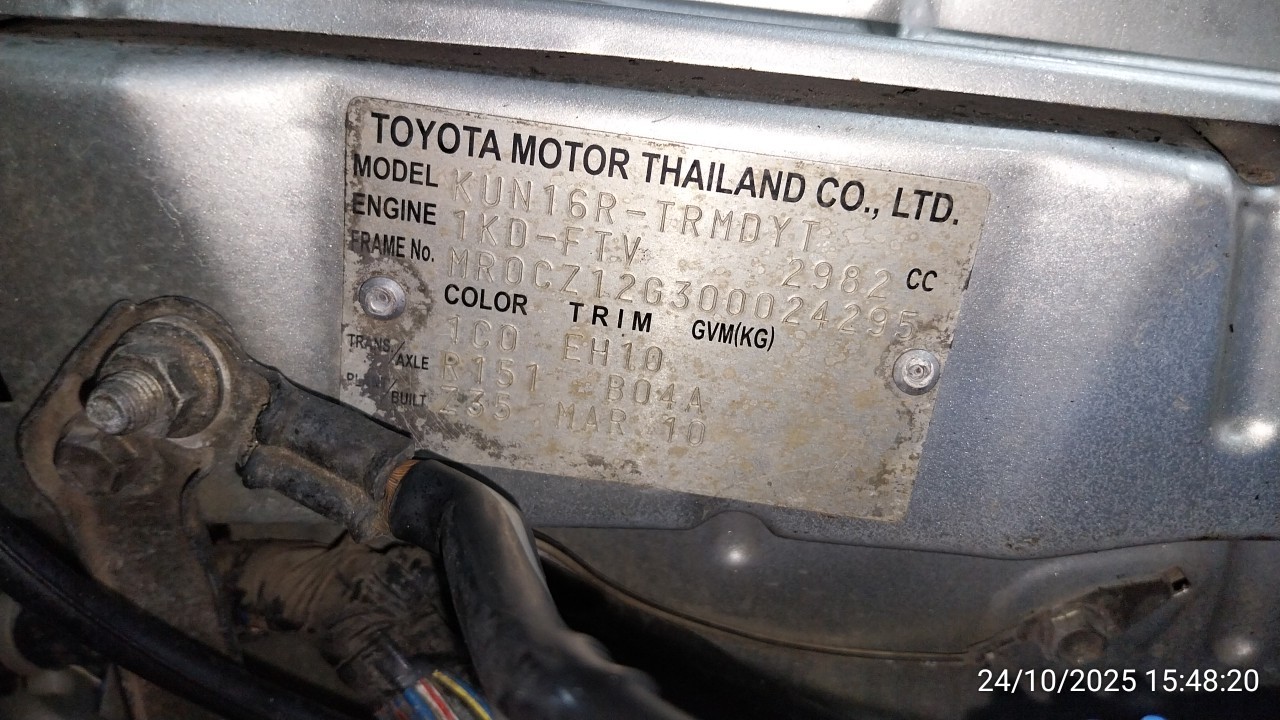 TOYOTA MOTOR THAILAND CO., LTD.
MODEL KUN16R-TRMDYT
ENGINE 1KD-FTV 2982 CC
FRAME No. MR0CZ12G300024295
COLOR TRIM GVM(KG)
1C0 EH10
TRANS/AXLE R151 B04A
PLANT/BUILT Z35 MAR 10
24/10/2025 15:48:20